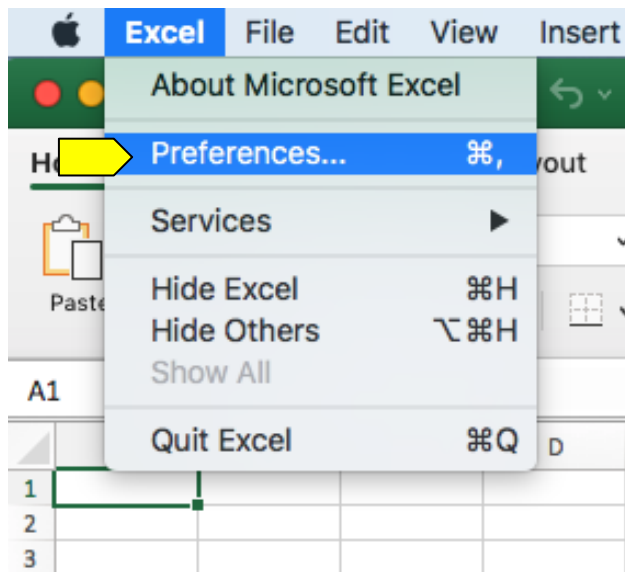 Excel File Edit View Insert
About Microsoft Excel
Preferences... ⌘,
Services
Hide Excel ⌘H
Hide Others ⌥⌘H
Show All
Quit Excel ⌘Q
Paste
A1
D
1
2
3